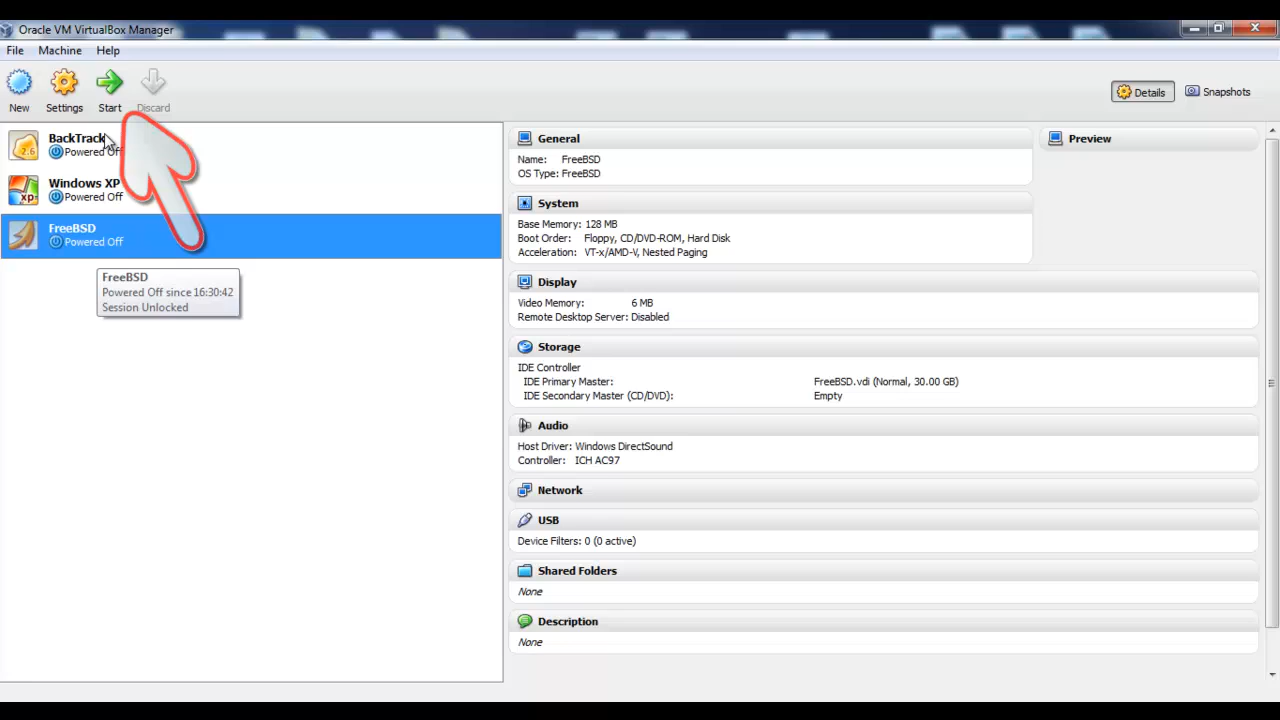 Oracle VM VirtualBox Manager
File Machine Help
New Settings Start Discard
Details Snapshots
BackTrack
Powered Off
Windows XP
Powered Off
FreeBSD
Powered Off
FreeBSD
Powered Off since 16:30:42
Session Unlocked
General
Name: FreeBSD
OS Type: FreeBSD
System
Base Memory: 128 MB
Boot Order: Floppy, CD/DVD-ROM, Hard Disk
Acceleration: VT-x/AMD-V, Nested Paging
Display
Video Memory: 6 MB
Remote Desktop Server: Disabled
Storage
IDE Controller
IDE Primary Master: FreeBSD.vdi (Normal, 30.00 GB)
IDE Secondary Master (CD/DVD): Empty
Audio
Host Driver: Windows DirectSound
Controller: ICH AC97
Network
USB
Device Filters: 0 (0 active)
Shared Folders
None
Description
None
Preview
2.6
xp